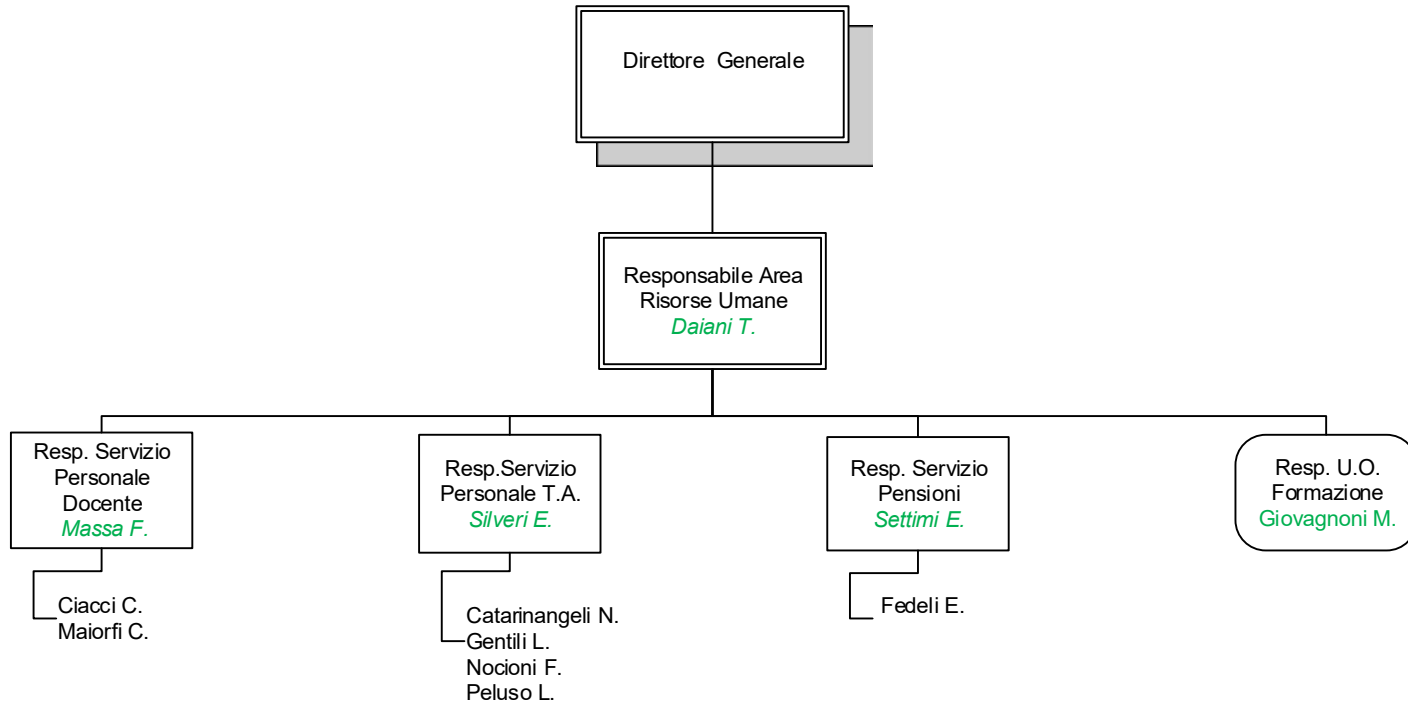 Direttore Generale
Responsabile Area
Risorse Umane
Daiani T.
Resp. Servizio
Personale
Docente
Massa F.
Resp.Servizio
Personale T.A.
Silveri E.
Resp. Servizio
Pensioni
Settimi E.
Resp. U.O.
Formazione
Giovagnoni M.
Ciacci C.
Maiorfi C.
Catarinangeli N.
Gentili L.
Nocioni F.
Peluso L.
Fedeli E.